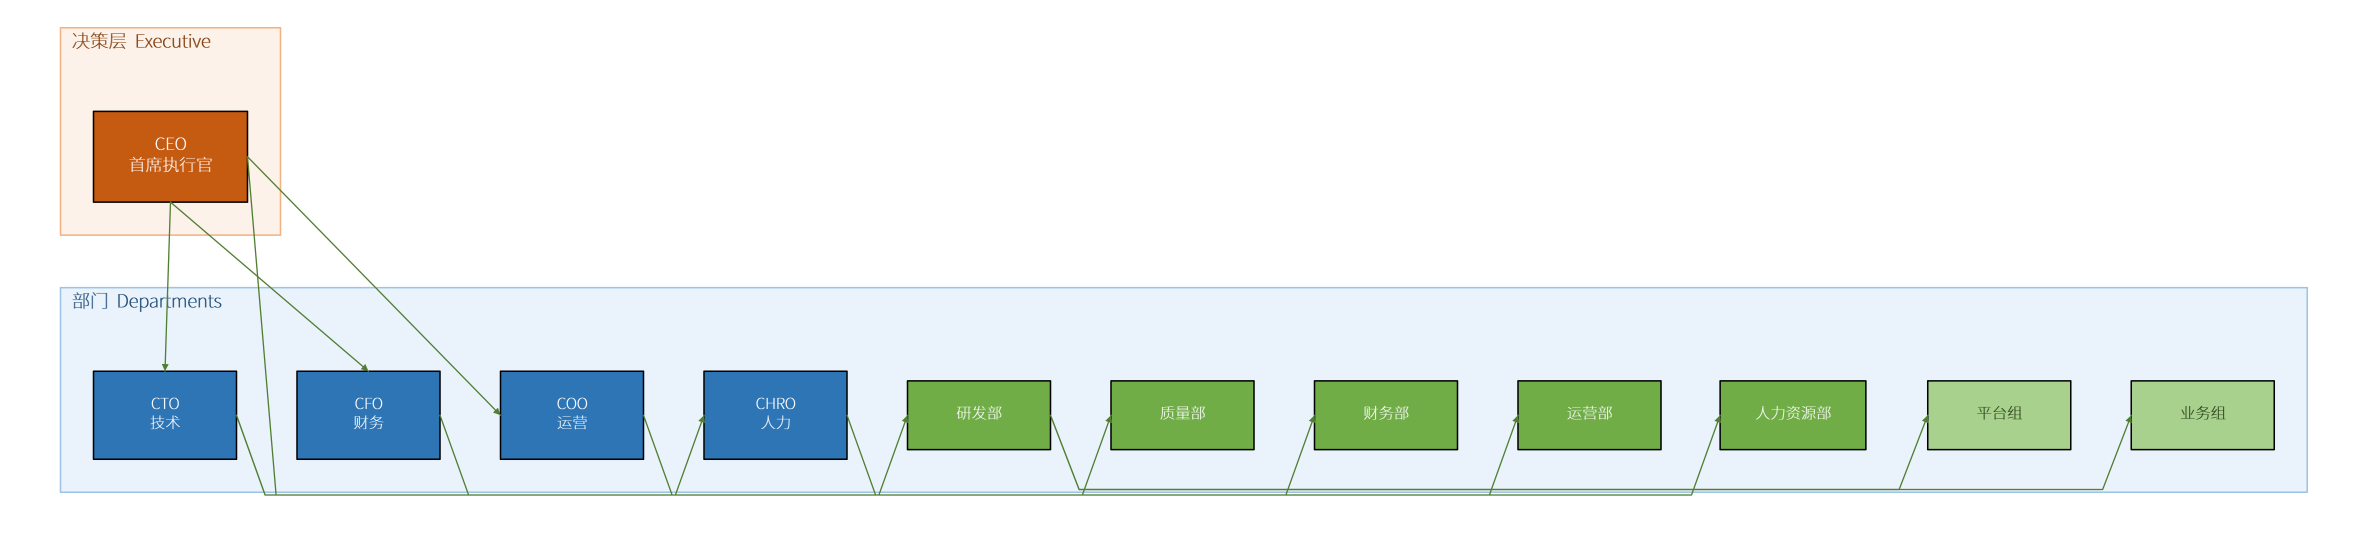 决策层 Executive
CEO
首席执行官
部门 Departments
CTO
技术
CFO
财务
COO
运营
CHRO
人力
研发部
质量部
财务部
运营部
人力资源部
平台组
业务组